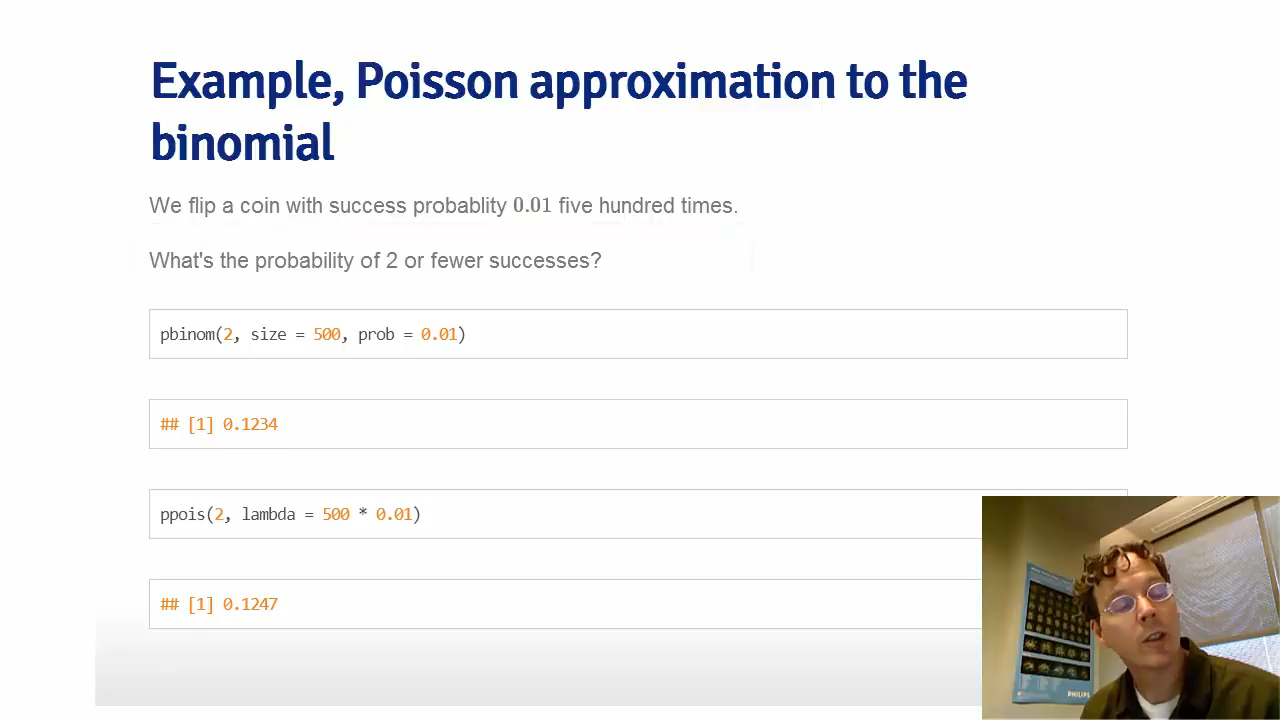 Example, Poisson approximation to the
binomial
We flip a coin with success probablity 0.01 five hundred times.
What's the probability of 2 or fewer successes?
pbinom(2, size = 500, prob = 0.01)
## [1] 0.1234
ppois(2, lambda = 500 * 0.01)
## [1] 0.1247
PHILIPS